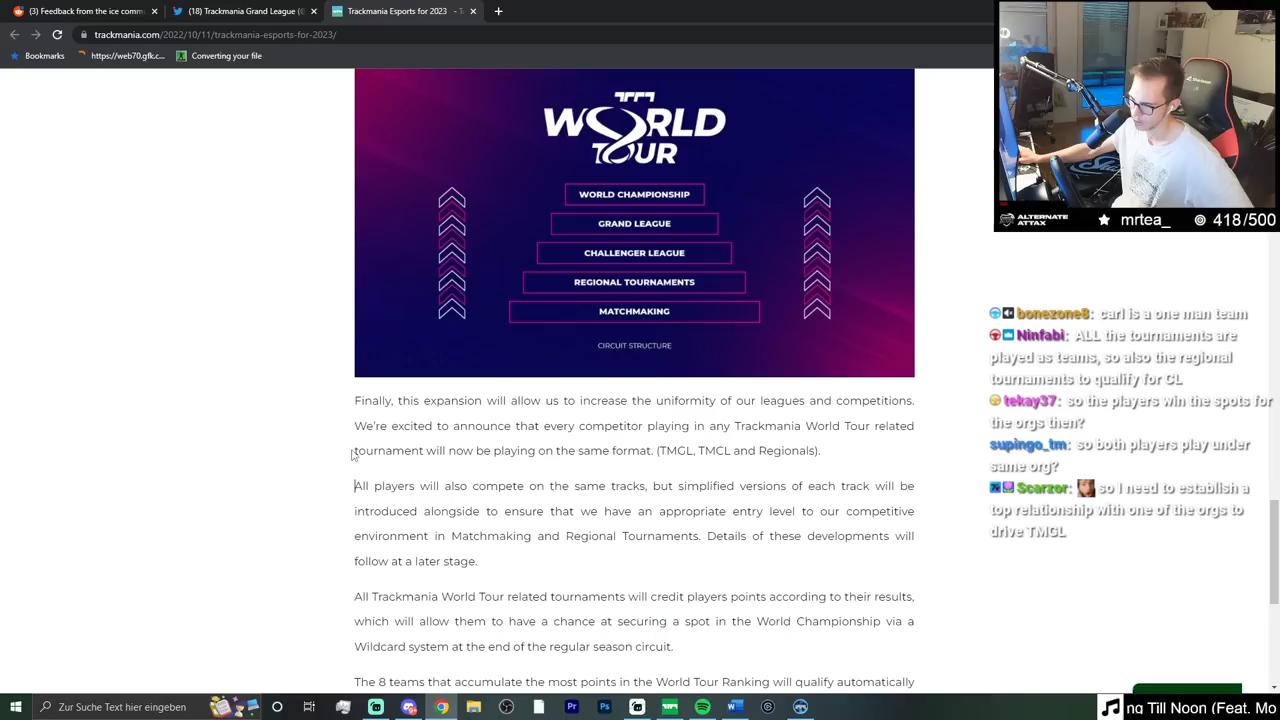 (3) Feedback from the ice comm
(18) Trackmania Grand League (
Trackmania Esports for 2023
trackmania.com/2022/10/11/trackmania-esports-for-2023/
Bookmarks
https://web70.gfkcc...
Converting your file
WORLD
TOUR
WORLD CHAMPIONSHIP
GRAND LEAGUE
CHALLENGER LEAGUE
REGIONAL TOURNAMENTS
MATCHMAKING
CIRCUIT STRUCTURE
Finally, this expansion will allow us to increase the uniformity of our leagues and competitions.
We're excited to announce that every competitor playing in any Trackmania World Tour related
tournament will now be playing on the same format. (TMGL, TMCL and Regionals).
All players will also compete on the same tracks, but simplified versions of each track will be
introduced alongside to ensure that we have an appropriate entry level to our competitive
environment in Matchmaking and Regional Tournaments. Details of these developments will
follow at a later stage.
All Trackmania World Tour related tournaments will credit players points according to their results,
which will allow them to have a chance at securing a spot in the World Championship via a
Wildcard system at the end of the regular season circuit.
The 8 teams that accumulate the most points in the World Tour Ranking will qualify automatically
ALTERNATE
ATTAX
mrtea_
418/500
bonezone8: carl is a one man team
Ninfabi: ALL the tournaments are
played as teams, so also the regional
tournaments to qualify for CL
tekay37: so the players win the spots for
the orgs then?
supingo_tm: so both players play under
same org?
Scarzor: so I need to establish a
top relationship with one of the orgs to
drive TMGL
Zur Suche Text hier eingeben
ng Till Noon (Feat. Mo